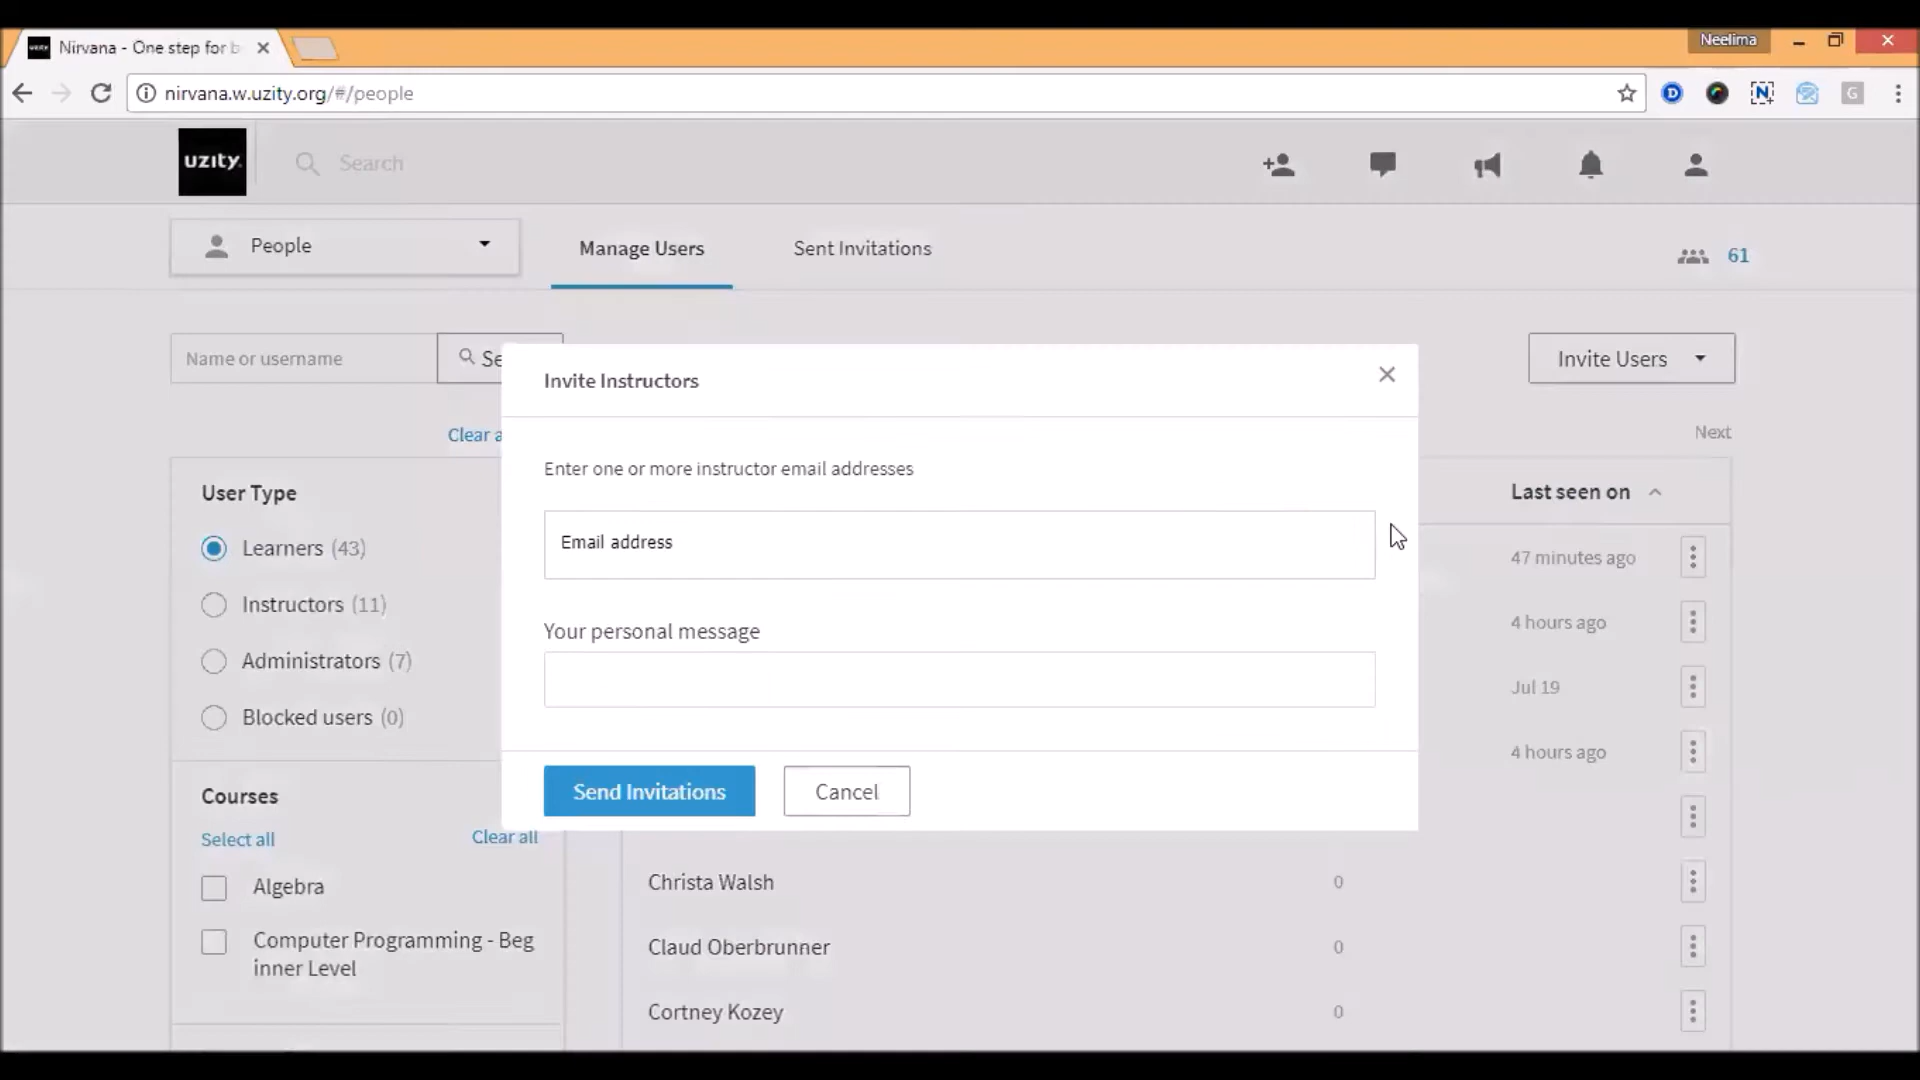 Nirvana - One step for b
Neelima
nirvana.w.uzity.org/#/people
D
N
G
uzity.
Search
People
Manage Users
Sent Invitations
61
Name or username
Se
Invite Users
Clear a
Next
Invite Instructors
Enter one or more instructor email addresses
Email address
Your personal message
Send Invitations
Cancel
User Type
Learners (43)
Instructors (11)
Administrators (7)
Blocked users (0)
Courses
Select all
Clear all
Algebra
Computer Programming - Beg
inner Level
Last seen on
47 minutes ago
4 hours ago
Jul 19
4 hours ago
Christa Walsh 0
Claud Oberbrunner 0
Cortney Kozey 0